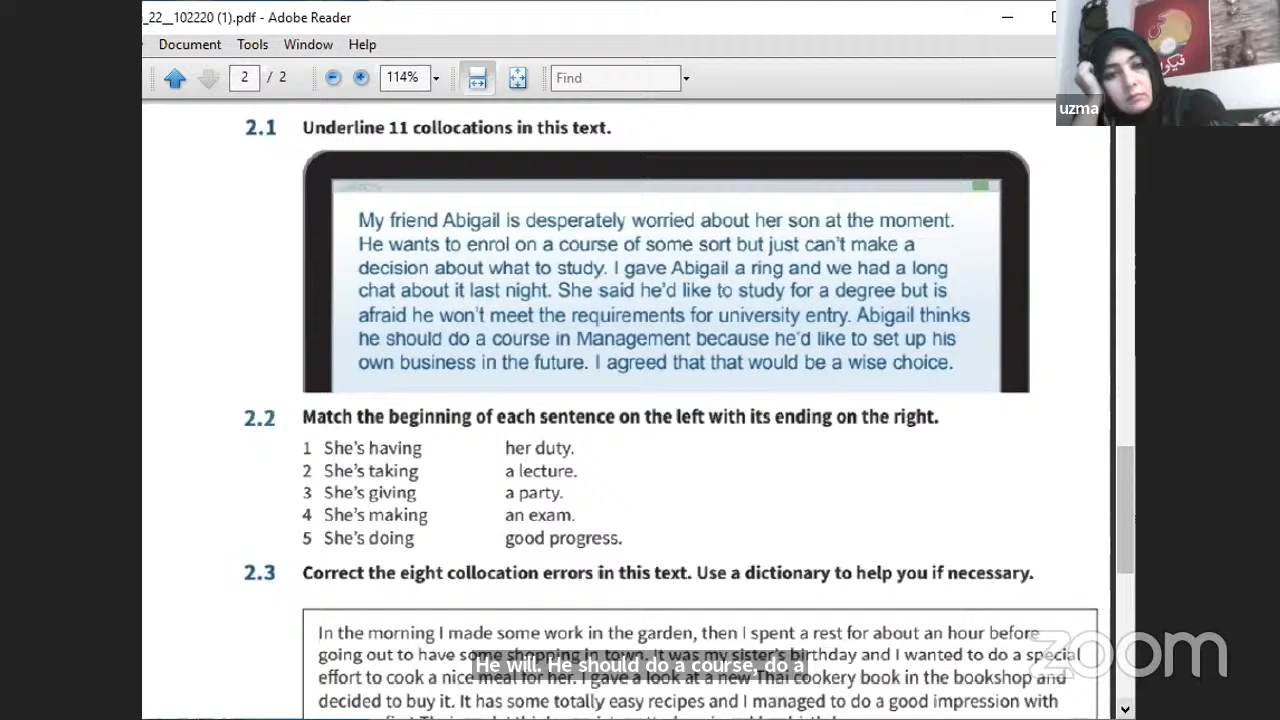 _22__102220 (1).pdf - Adobe Reader
Document Tools Window Help
2 / 2 114% Find
uzma
2.1 Underline 11 collocations in this text.
My friend Abigail is desperately worried about her son at the moment.
He wants to enrol on a course of some sort but just can't make a
decision about what to study. I gave Abigail a ring and we had a long
chat about it last night. She said he'd like to study for a degree but is
afraid he won't meet the requirements for university entry. Abigail thinks
he should do a course in Management because he'd like to set up his
own business in the future. I agreed that that would be a wise choice.
2.2 Match the beginning of each sentence on the left with its ending on the right.
1 She's having her duty.
2 She's taking a lecture.
3 She's giving a party.
4 She's making an exam.
5 She's doing good progress.
2.3 Correct the eight collocation errors in this text. Use a dictionary to help you if necessary.
In the morning I made some work in the garden, then I spent a rest for about an hour before
going out to have some shopping in town. It was my sister's birthday and I wanted to do a special
effort to cook a nice meal for her. I gave a look at a new Thai cookery book in the bookshop and
decided to buy it. It has some totally easy recipes and I managed to do a good impression with
He will. He should do a course, do a
zoom